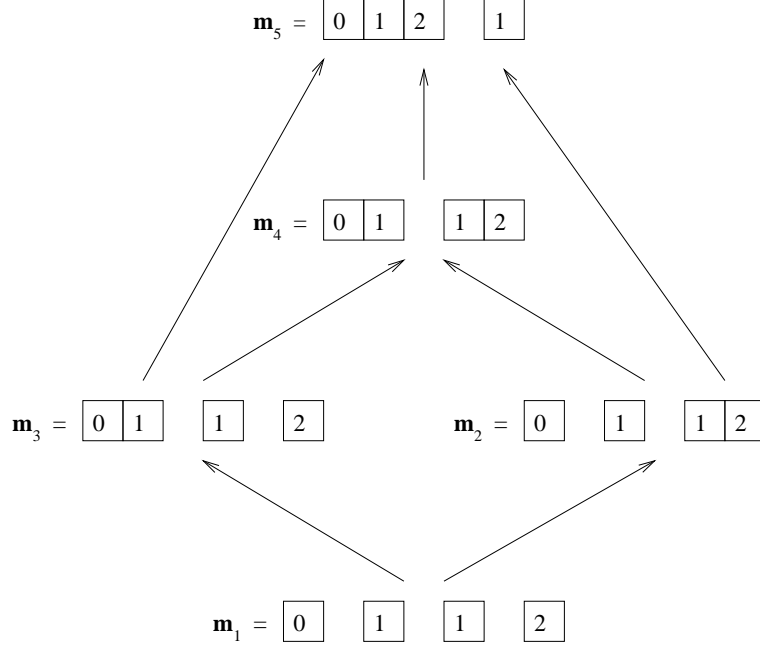 m5 = 0 1 2 1
m4 = 0 1 1 2
m3 = 0 1 1 2
m2 = 0 1 1 2
m1 = 0 1 1 2